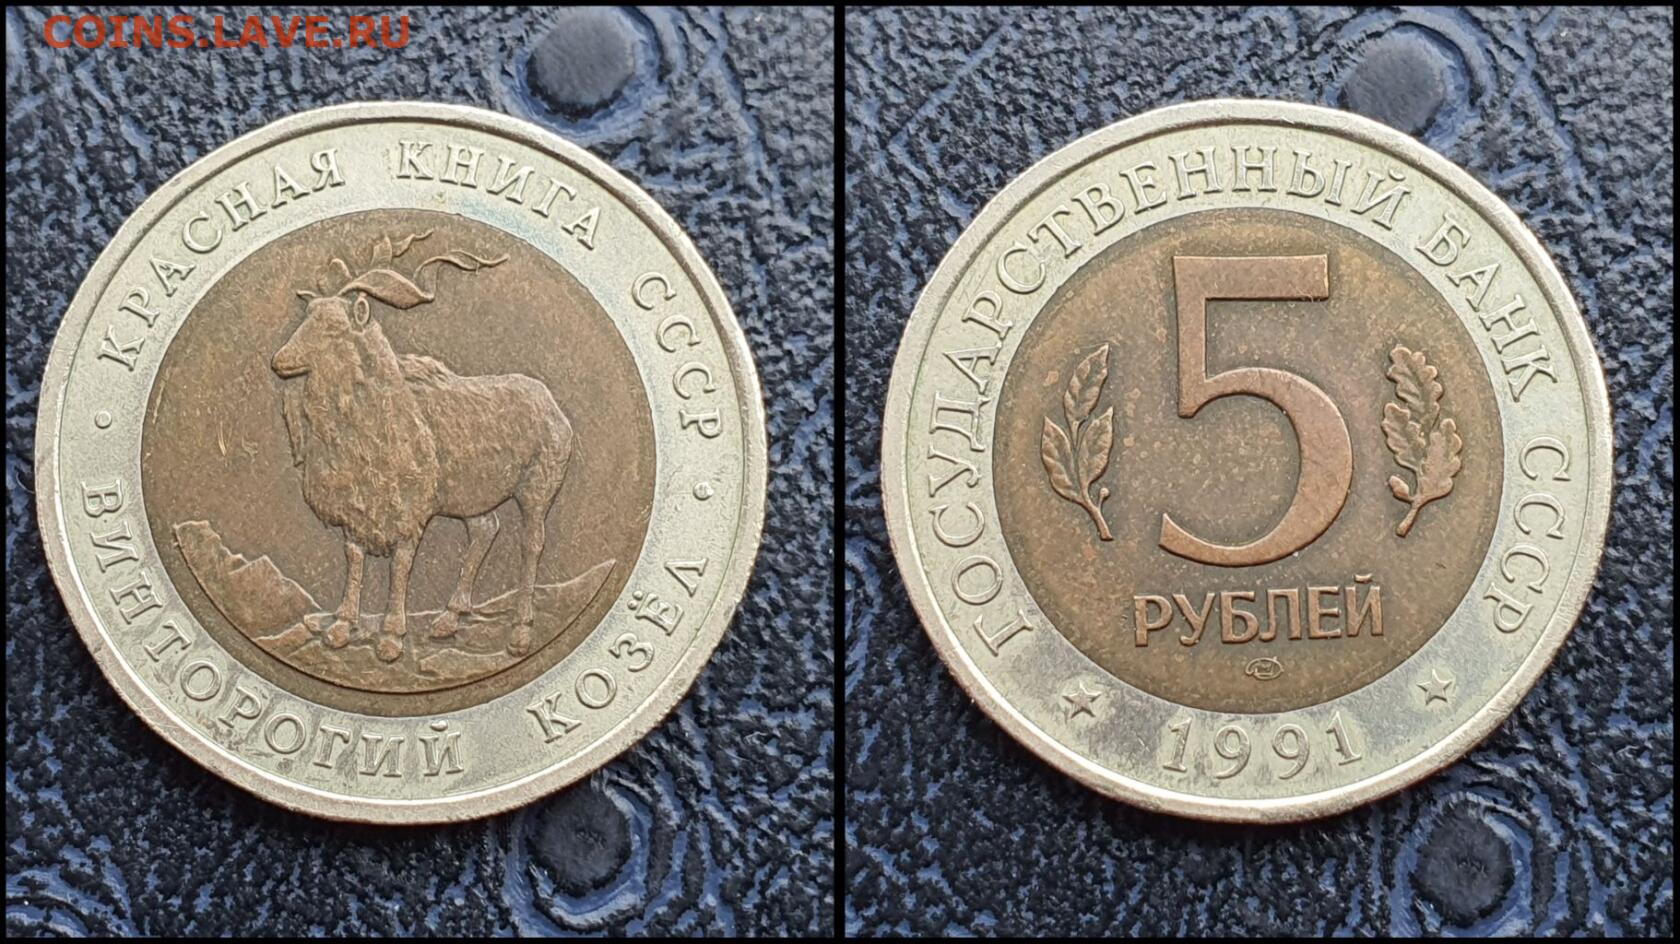 COINS.LAVE.RU
КРАСНАЯ КНИГА СССР
ВИНТОРОГИЙ КОЗЁЛ
ГОСУДАРСТВЕННЫЙ БАНК СССР
5
РУБЛЕЙ
1991